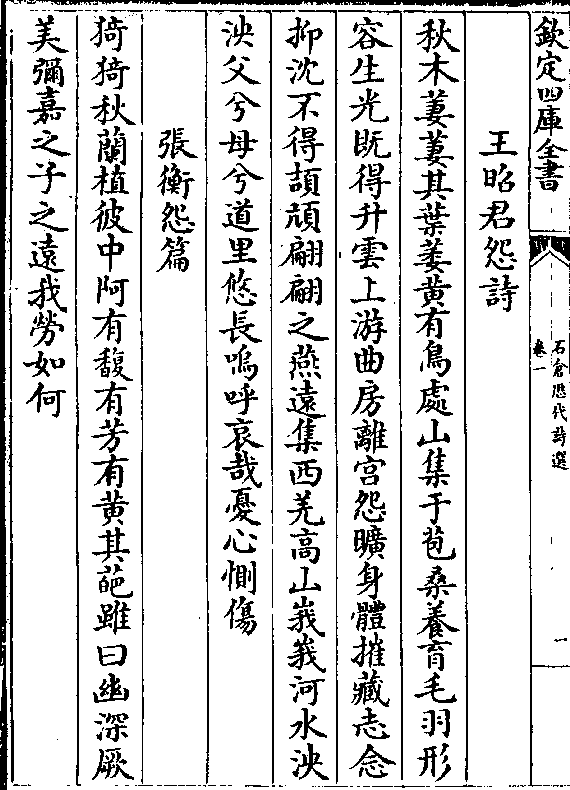 欽定四庫全書
石倉歷代詩選
卷一
一
王昭君怨詩
秋木萋萋其葉萎黄有鳥處山集于苞桑養育毛羽形
容生光既得升雲上游曲房離宫怨曠身體摧藏志念
抑沈不得頡頏翩翩之燕遠集西羌高山峩峩河水泱
泱父兮母兮道里悠長嗚呼哀哉憂心惻傷
張衡怨篇
猗猗秋蘭植彼中阿有馥有芳有黄其葩雖曰幽深厥
美彌嘉之子之遠我勞如何